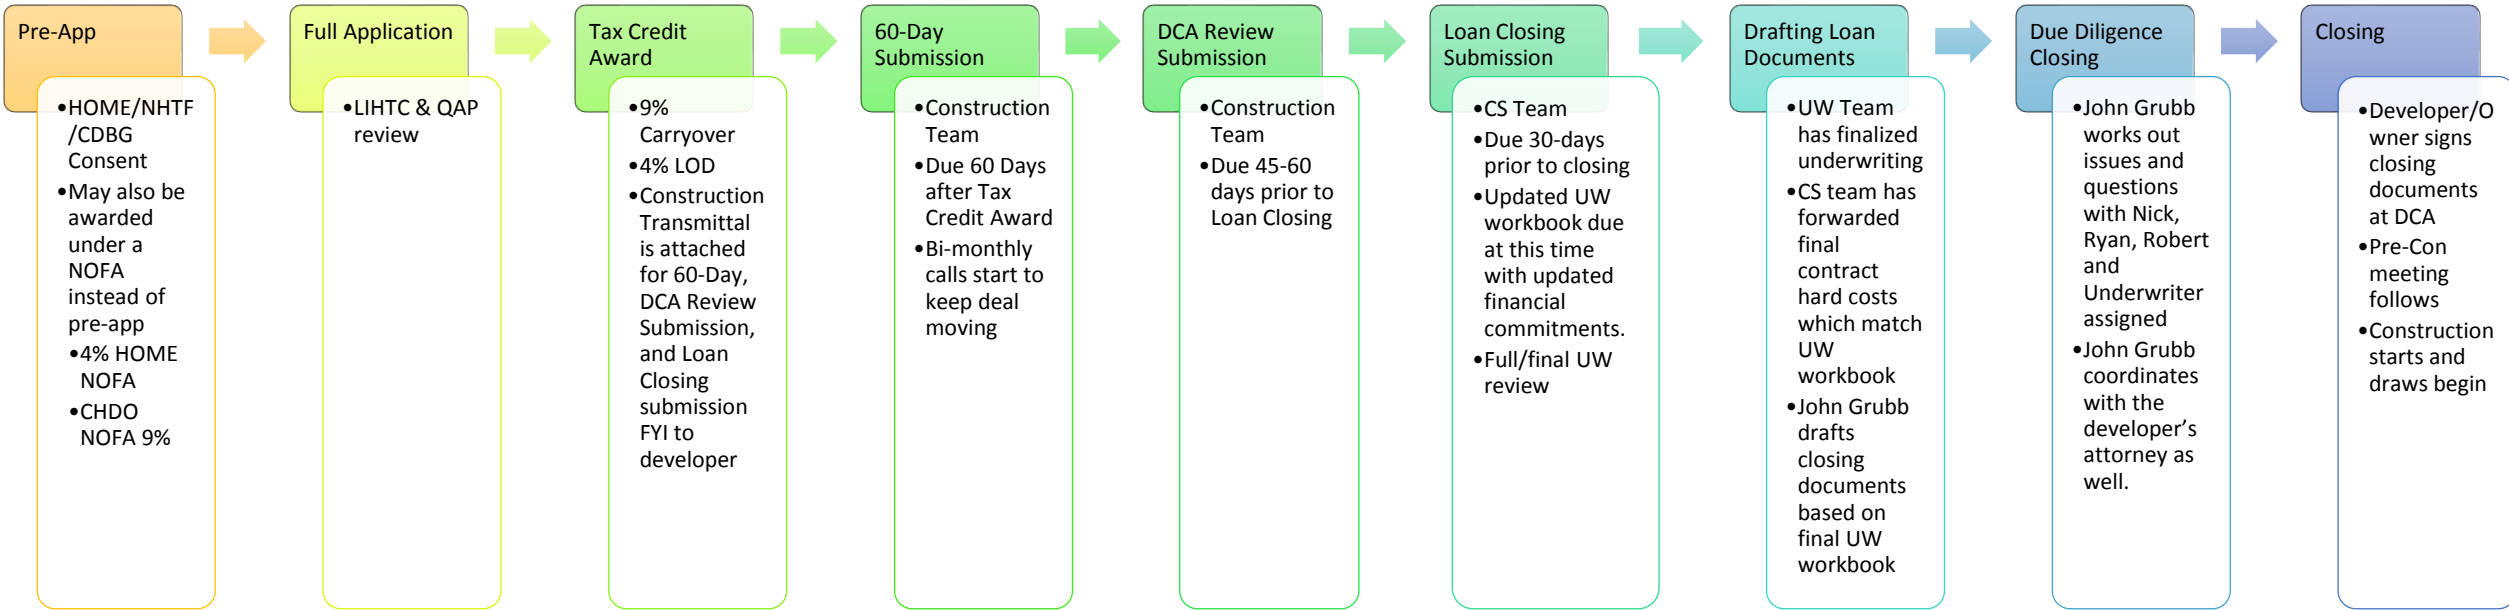 Pre-App
•HOME/NHTF
/CDBG
Consent
•May also be
awarded
under a
NOFA
instead of
pre-app
•4% HOME
NOFA
•CHDO
NOFA 9%
Full Application
•LIHTC & QAP
review
Tax Credit
Award
•9%
Carryover
•4% LOD
•Construction
Transmittal
is attached
for 60-Day,
DCA Review
Submission,
and Loan
Closing
submission
FYI to
developer
60-Day
Submission
•Construction
Team
•Due 60 Days
after Tax
Credit Award
•Bi-monthly
calls start to
keep deal
moving
DCA Review
Submission
•Construction
Team
•Due 45-60
days prior to
Loan Closing
Loan Closing
Submission
•CS Team
•Due 30-days
prior to closing
•Updated UW
workbook due
at this time
with updated
financial
commitments.
•Full/final UW
review
Drafting Loan
Documents
•UW Team
has finalized
underwriting
•CS team has
forwarded
final
contract
hard costs
which match
UW
workbook
•John Grubb
drafts
closing
documents
based on
final UW
workbook
Due Diligence
Closing
•John Grubb
works out
issues and
questions
with Nick,
Ryan, Robert
and
Underwriter
assigned
•John Grubb
coordinates
with the
developer's
attorney as
well.
Closing
•Developer/O
wner signs
closing
documents
at DCA
•Pre-Con
meeting
follows
•Construction
starts and
draws begin